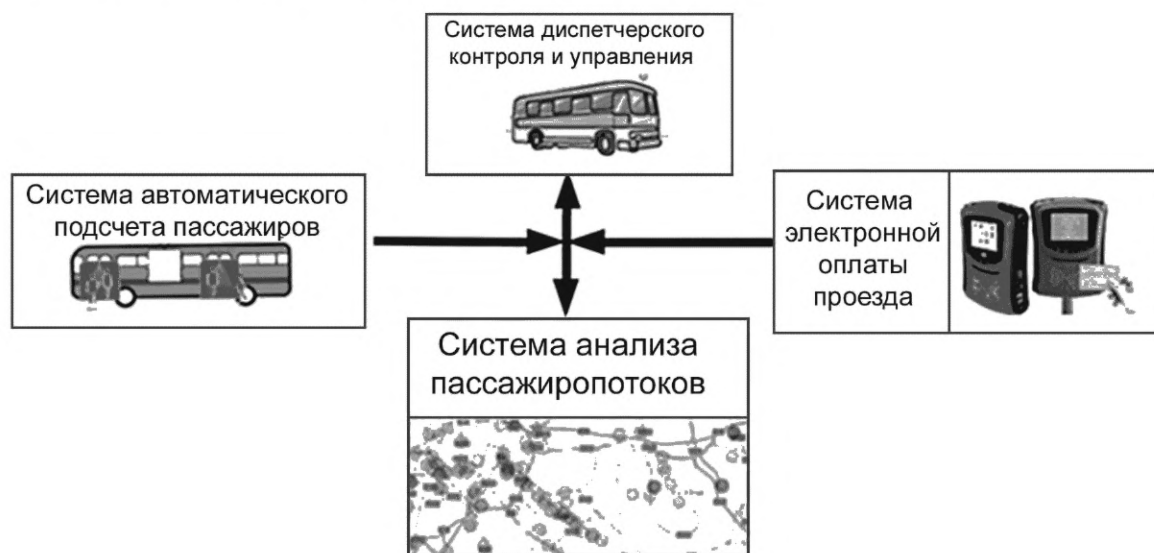 Система диспетчерского
контроля и управления
Система автоматического
подсчета пассажиров
Система
электронной
оплаты
проезда
Система анализа
пассажиропотоков